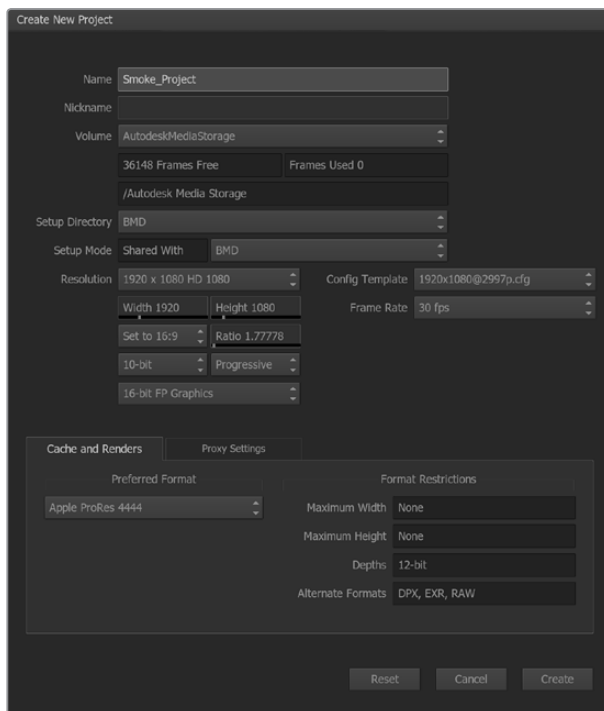 Create New Project
Name Smoke_Project
Nickname
Volume AutodeskMediaStorage
36148 Frames Free Frames Used 0
/Autodesk Media Storage
Setup Directory BMD
Setup Mode Shared With BMD
Resolution 1920 x 1080 HD 1080 Config Template 1920x1080@2997p.cfg
Width 1920 Height 1080 Frame Rate 30 fps
Set to 16:9 Ratio 1.77778
10-bit Progressive
16-bit FP Graphics
Cache and Renders Proxy Settings
Preferred Format Format Restrictions
Apple ProRes 4444 Maximum Width None
Maximum Height None
Depths 12-bit
Alternate Formats DPX, EXR, RAW
Reset Cancel Create